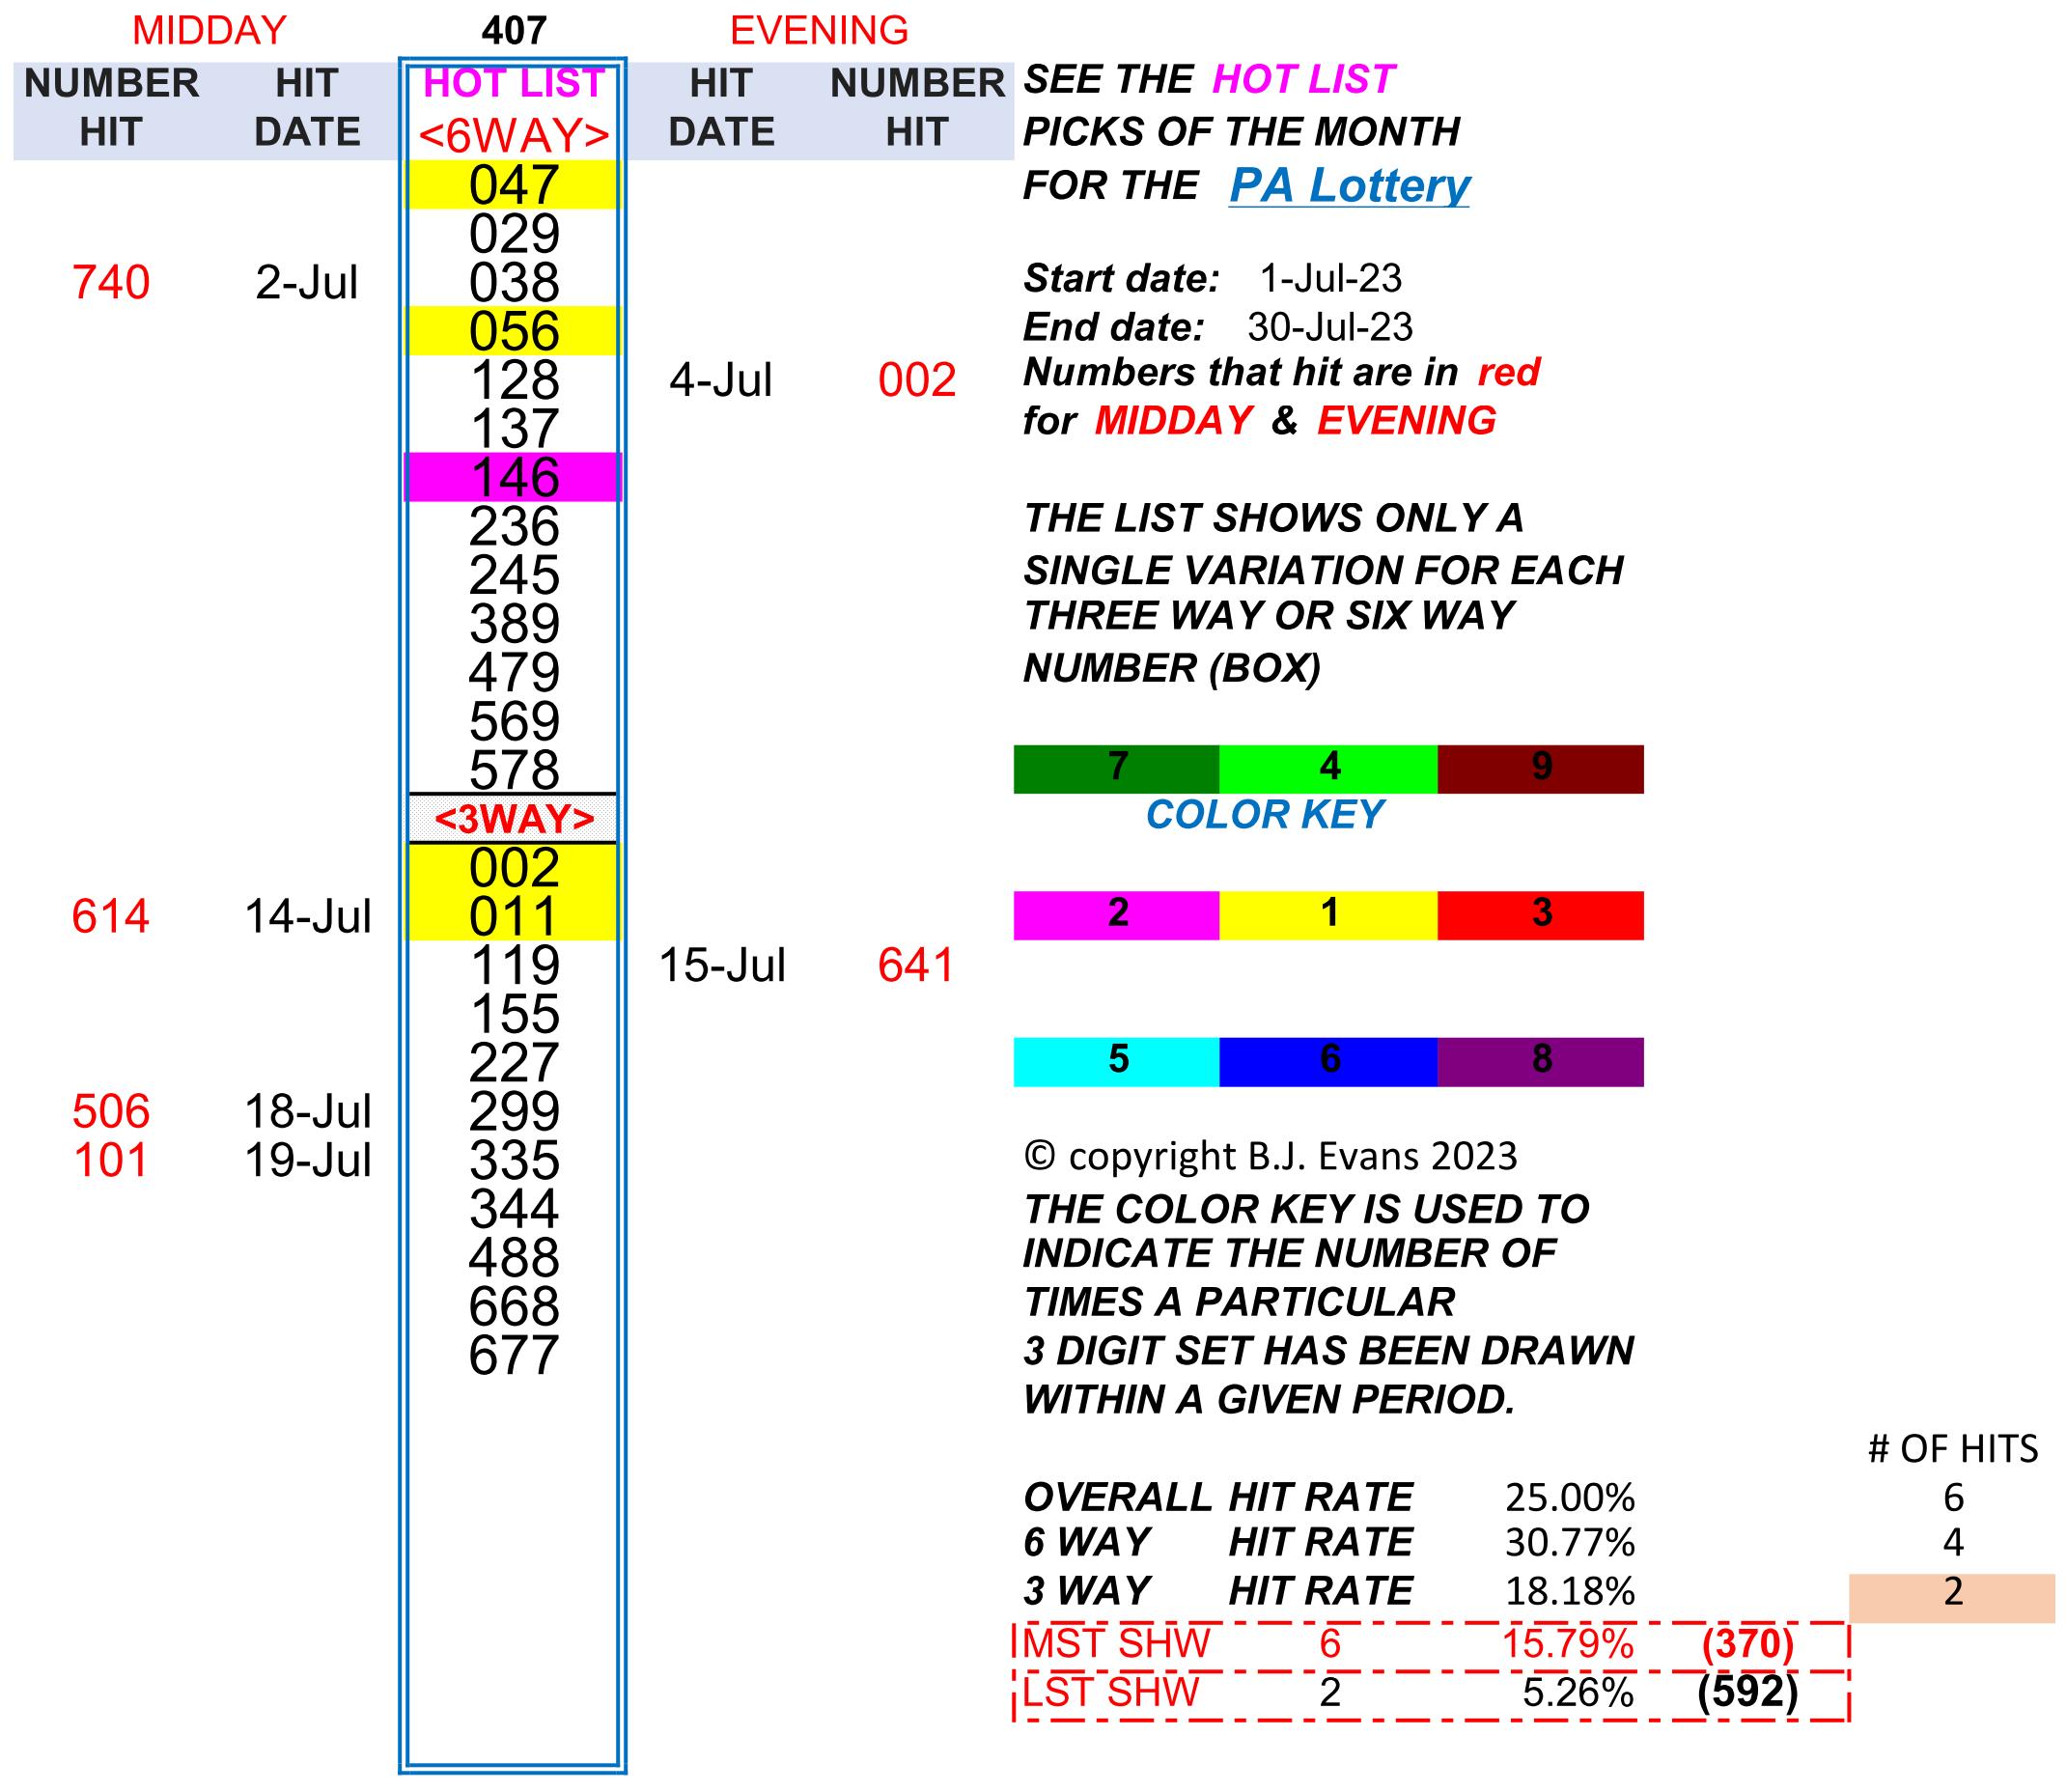 MIDDAY 407 EVENING
NUMBER HIT HOT LIST HIT NUMBER SEE THE HOT LIST
HIT DATE <6WAY> DATE HIT PICKS OF THE MONTH
047 FOR THE PA Lottery
029
740 2-Jul 038 Start date: 1-Jul-23
056 End date: 30-Jul-23
128 4-Jul 002 Numbers that hit are in red
137 for MIDDAY & EVENING
146
236 THE LIST SHOWS ONLY A
245 SINGLE VARIATION FOR EACH
389 THREE WAY OR SIX WAY
479 NUMBER (BOX)
569
578 7 4 9
<3WAY> COLOR KEY
002
614 14-Jul 011 2 1 3
119 15-Jul 641
155
227 5 6 8
506 18-Jul 299
101 19-Jul 335 © copyright B.J. Evans 2023
344 THE COLOR KEY IS USED TO
488 INDICATE THE NUMBER OF
668 TIMES A PARTICULAR
677 3 DIGIT SET HAS BEEN DRAWN
WITHIN A GIVEN PERIOD.
# OF HITS
OVERALL HIT RATE 25.00% 6
6 WAY HIT RATE 30.77% 4
3 WAY HIT RATE 18.18% 2
MST SHW 6 15.79% (370)
LST SHW 2 5.26% (592)